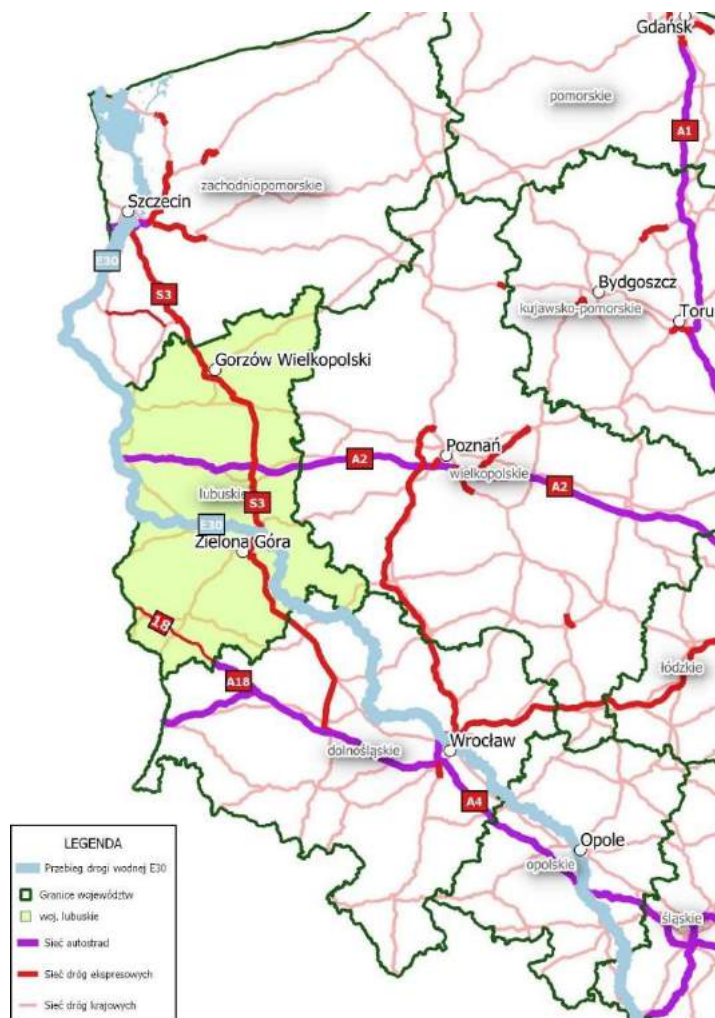 Gdańsk
pomorskie
A1
zachodniopomorskie
Szczecin
E30
S3
Bydgoszcz
kujawsko-pomorskie
Toru
Gorzów Wielkopolski
Poznań
A2
wielkopolskie
A2
lubuskie
S3
E30
Zielona Góra
18
łódzkie
A18
Wrocław
dolnośląskie
A4
Opole
opolskie
śląskie
LEGENDA
Przebieg drogi wodnej E30
Granice województw
woj. lubuskie
Sieć autostrad
Sieć dróg ekspresowych
Sieć dróg krajowych